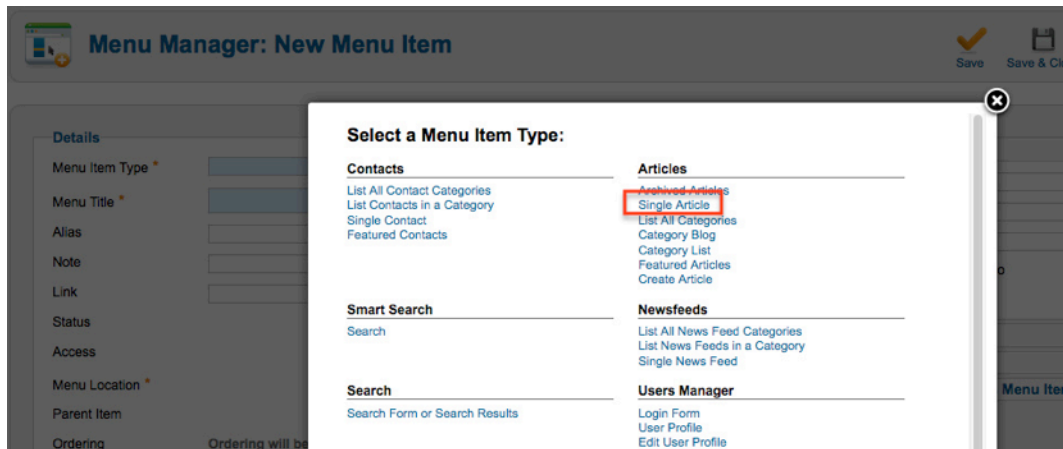 Menu Manager: New Menu Item
Save
Save & Cl
Details
Menu Item Type *
Menu Title *
Alias
Note
Link
Status
Access
Menu Location *
Parent Item
Ordering
Ordering will be
Select a Menu Item Type:
Contacts
List All Contact Categories
List Contacts in a Category
Single Contact
Featured Contacts
Articles
Archived Articles
Single Article
List All Categories
Category Blog
Category List
Featured Articles
Create Article
Smart Search
Search
Newsfeeds
List All News Feed Categories
List News Feeds in a Category
Single News Feed
Search
Search Form or Search Results
Users Manager
Login Form
User Profile
Edit User Profile
Menu Ite